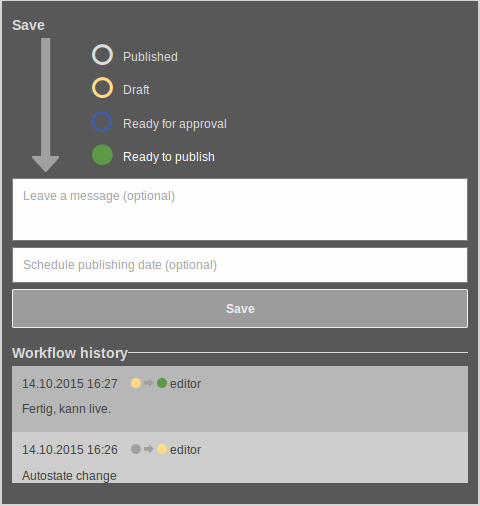 Save
Published
Draft
Ready for approval
Ready to publish
Leave a message (optional)
Schedule publishing date (optional)
Save
Workflow history
14.10.2015 16:27 editor
Fertig, kann live.
14.10.2015 16:26 editor
Autostate change